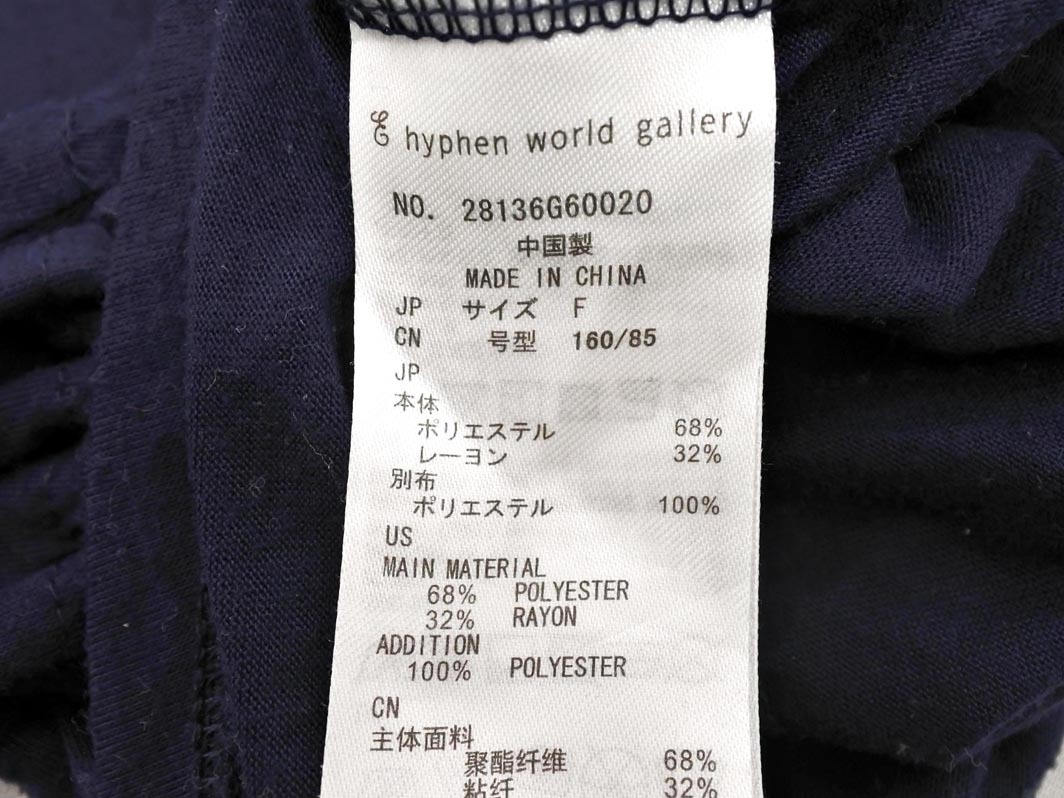 E hyphen world gallery
NO. 28136G60020
中国製
MADE IN CHINA
JP サイズ F
CN 号型 160/85
JP
本体
ポリエステル 68%
レーヨン 32%
別布
ポリエステル 100%
US
MAIN MATERIAL
68% POLYESTER
32% RAYON
ADDITION
100% POLYESTER
CN
主体面料
聚酯纤维 68%
粘纤 32%